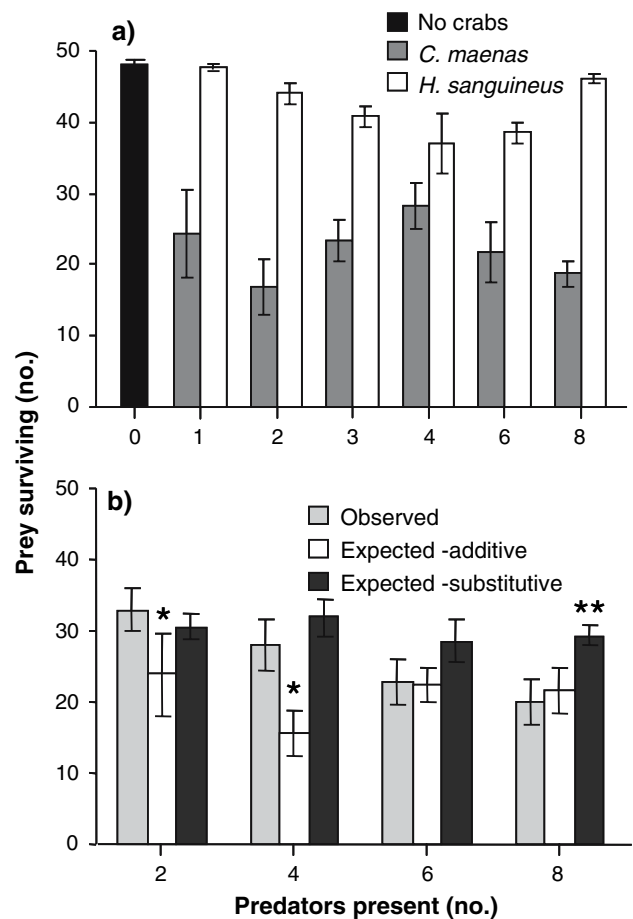 a)
No crabs
C. maenas
H. sanguineus
50
40
30
20
10
0
0 1 2 3 4 6 8
Prey surviving (no.)
b)
Observed
Expected -additive
Expected -substitutive
50
40
30
20
10
0
*
*
**
2 4 6 8
Predators present (no.)